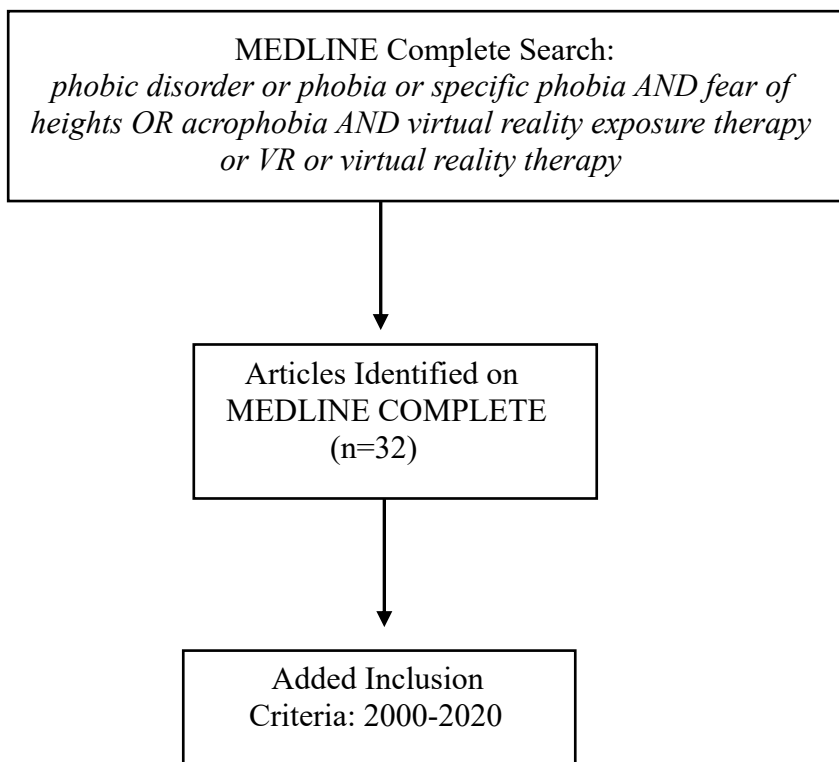 MEDLINE Complete Search:
phobic disorder or phobia or specific phobia AND fear of
heights OR acrophobia AND virtual reality exposure therapy
or VR or virtual reality therapy
Articles Identified on
MEDLINE COMPLETE
(n=32)
Added Inclusion
Criteria: 2000-2020